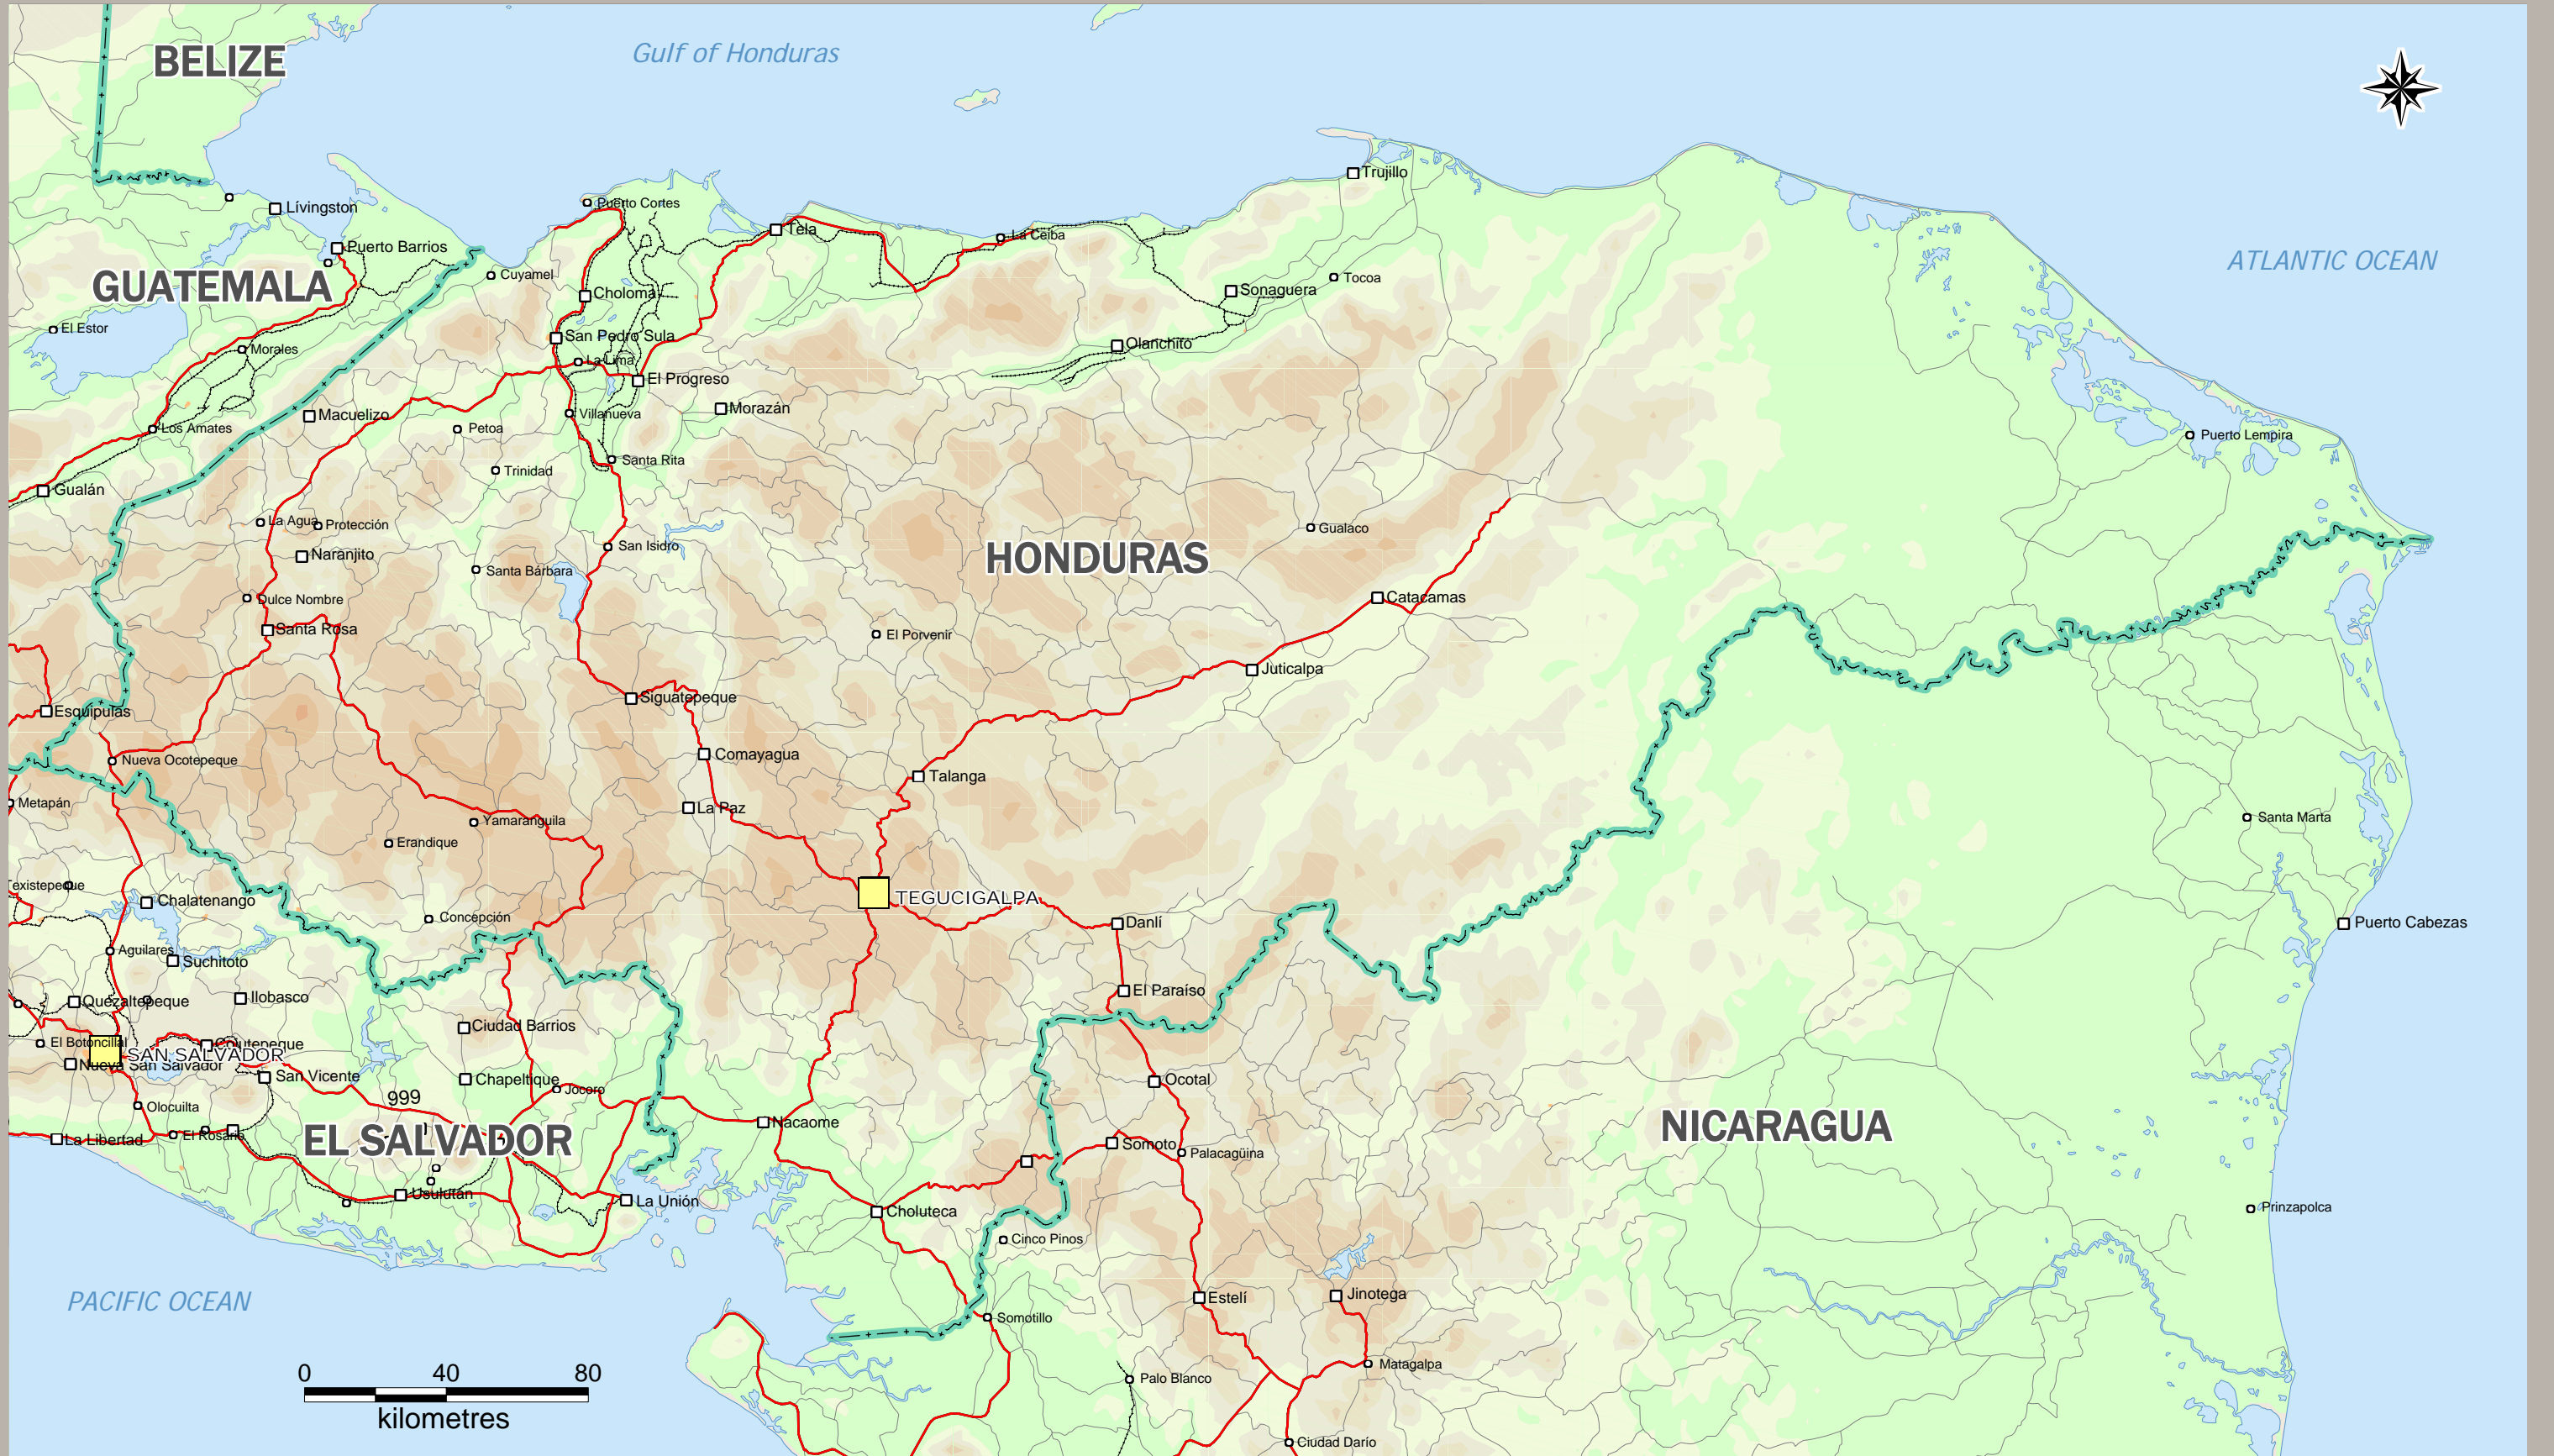 BELIZE
Gulf of Honduras
Trujillo
Puerto Cortes
Lívingston
Tela
La Ceiba
Puerto Barrios
ATLANTIC OCEAN
Cuyamel
GUATEMALA
Tocoa
Sonaguera
Choloma
El Estor
San Pedro Sula
Olanchito
Morales
La Lima
El Progreso
Morazán
Macuelizo
Villanueva
Los Amates
Petoa
Puerto Lempira
Santa Rita
Trinidad
Gualán
La Agua
Protección
Gualaco
San Isidro
Naranjito
HONDURAS
Santa Bárbara
Catacamas
Dulce Nombre
Santa Rosa
El Porvenir
Juticalpa
Siguatepeque
Esquipulas
Comayagua
Nueva Ocotepeque
Talanga
Metapán
La Paz
Santa Marta
Yamaranguila
Erandique
Texistepeque
TEGUCIGALPA
Chalatenango
Concepción
Danlí
Puerto Cabezas
Aguilares
Suchitoto
El Paraíso
Ilobasco
Quezaltepeque
Ciudad Barrios
El Botoncillal
Cojutepeque
SAN SALVADOR
Nueva San Salvador
San Vicente
Chapeltique
Ocotal
Jocoro
999
Olocuilta
Nacaome
NICARAGUA
El Rosario
La Libertad
EL SALVADOR
Somoto
Palacagüina
Usulután
La Unión
Prinzapolca
Choluteca
Cinco Pinos
Jinotega
Estelí
PACIFIC OCEAN
Somotillo
Matagalpa
0 40 80
Palo Blanco
kilometres
Ciudad Darío